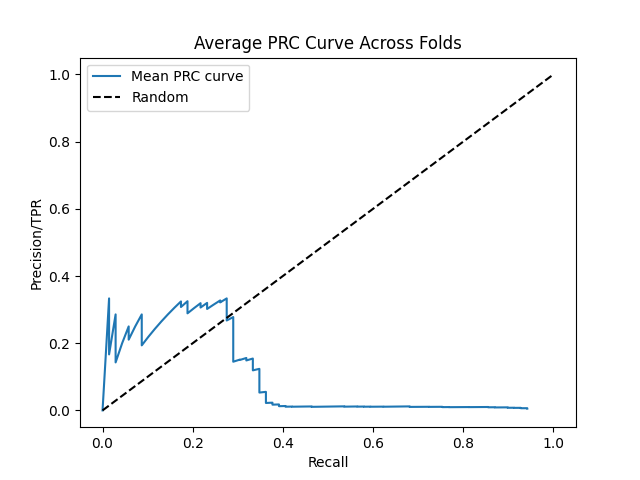 Average PRC Curve Across Folds
Mean PRC curve
Random
Precision/TPR
1.0
0.8
0.6
0.4
0.2
0.0
0.0 0.2 0.4 0.6 0.8 1.0
Recall